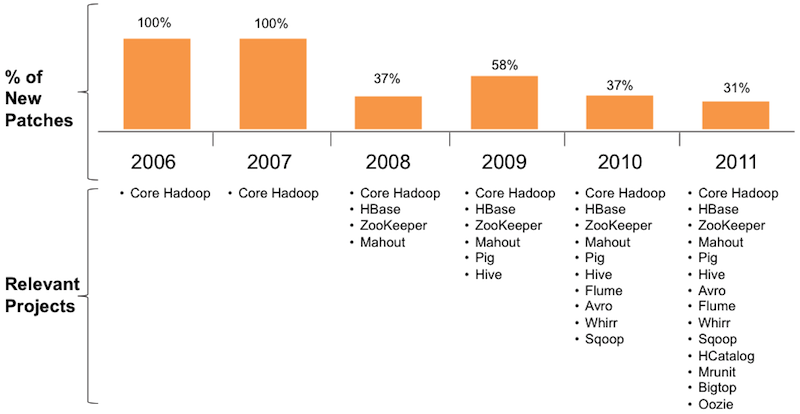 100%
100%
37%
58%
37%
31%
% of
New
Patches
2006
2007
2008
2009
2010
2011
Relevant
Projects
• Core Hadoop
• Core Hadoop
• Core Hadoop
• HBase
• ZooKeeper
• Mahout
• Core Hadoop
• HBase
• ZooKeeper
• Mahout
• Pig
• Hive
• Core Hadoop
• HBase
• ZooKeeper
• Mahout
• Pig
• Hive
• Flume
• Avro
• Whirr
• Sqoop
• Core Hadoop
• HBase
• ZooKeeper
• Mahout
• Pig
• Hive
• Avro
• Flume
• Whirr
• Sqoop
• HCatalog
• Mrunit
• Bigtop
• Oozie